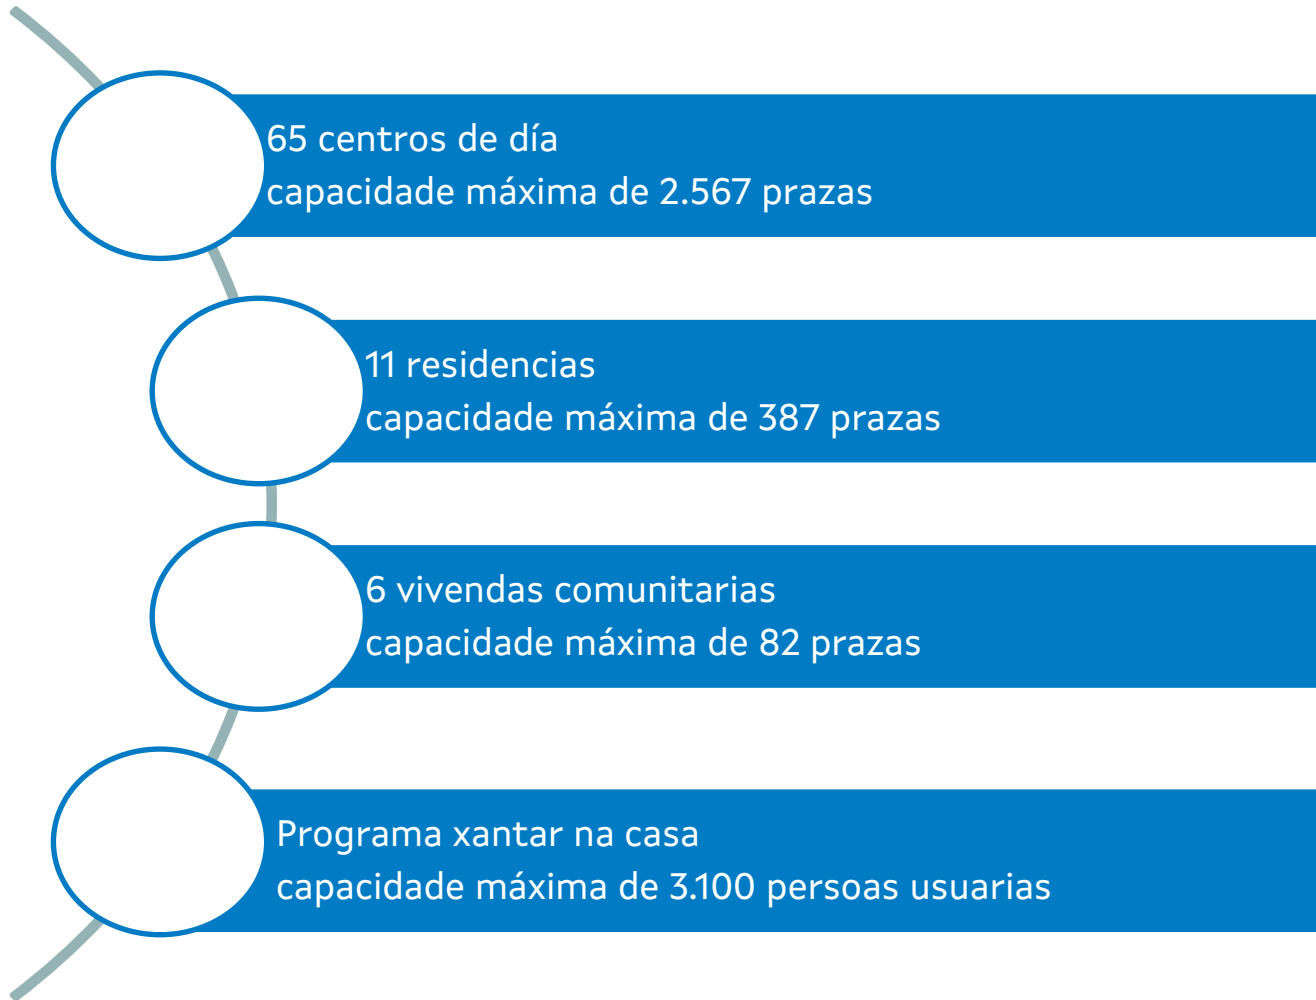 65 centros de día
capacidade máxima de 2.567 prazas
11 residencias
capacidade máxima de 387 prazas
6 vivendas comunitarias
capacidade máxima de 82 prazas
Programa xantar na casa
capacidade máxima de 3.100 persoas usuarias